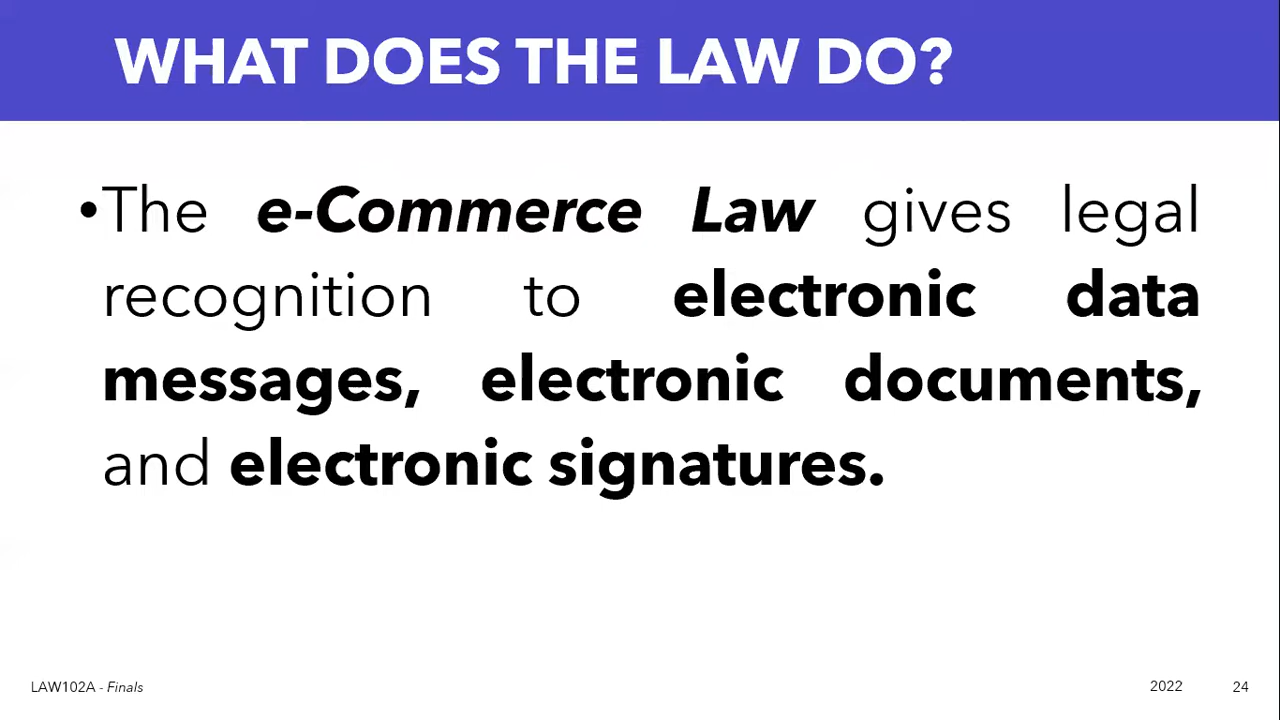 WHAT DOES THE LAW DO?
•The e-Commerce Law gives legal
recognition to electronic data
messages, electronic documents,
and electronic signatures.
LAW102A - Finals
2022
24